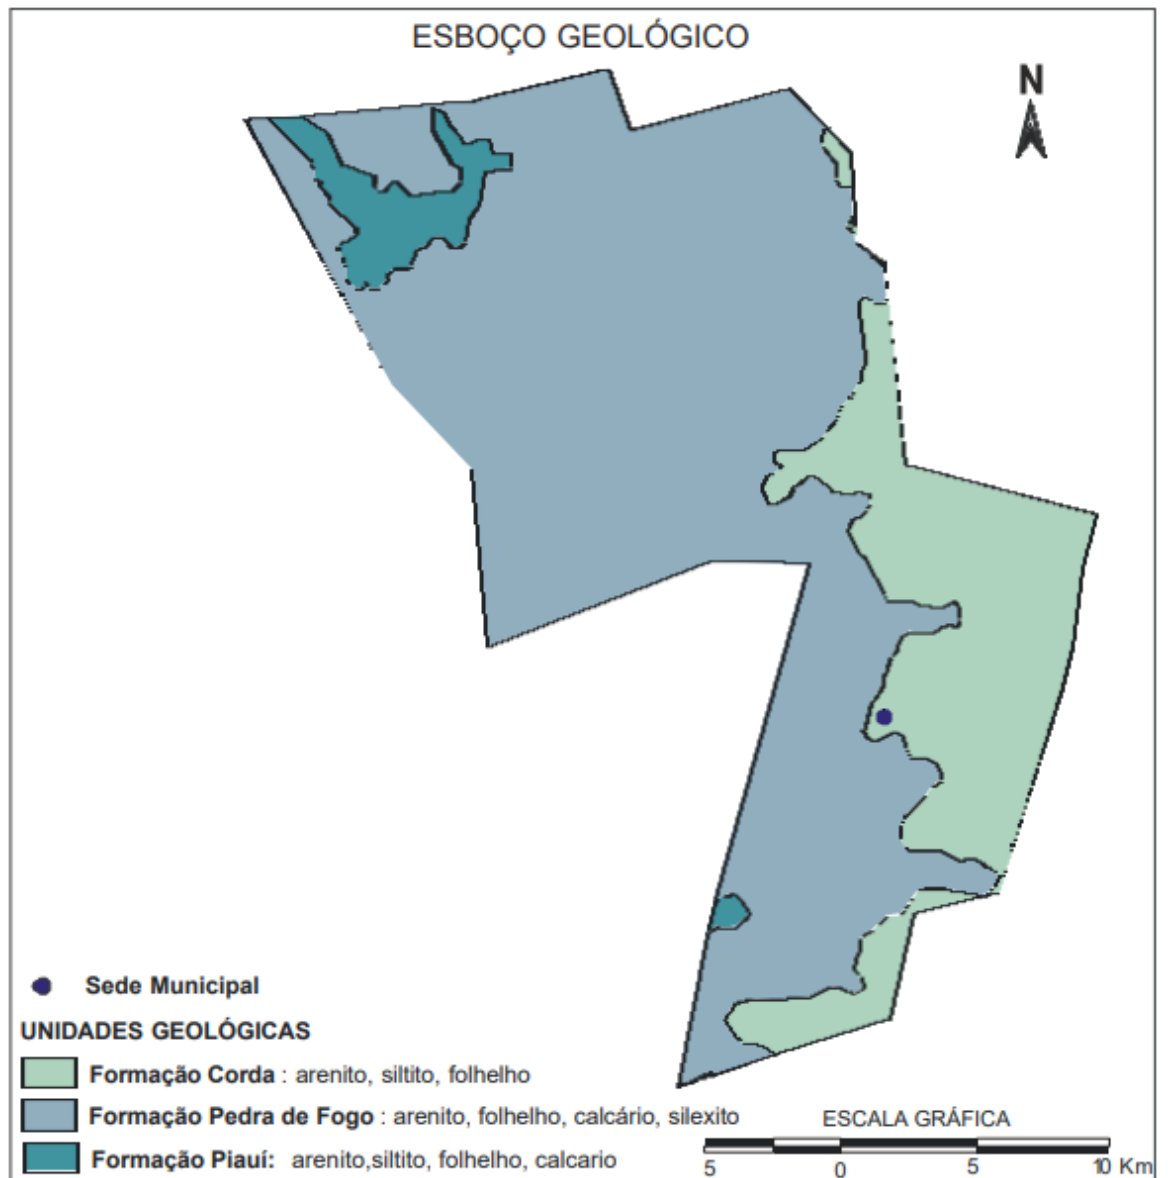 ESBOÇO GEOLÓGICO
N
Sede Municipal
UNIDADES GEOLÓGICAS
Formação Corda : arenito, siltito, folhelho
Formação Pedra de Fogo : arenito, folhelho, calcário, silexito
Formação Piauí: arenito,siltito, folhelho, calcario
ESCALA GRÁFICA
5 0 5 10 Km